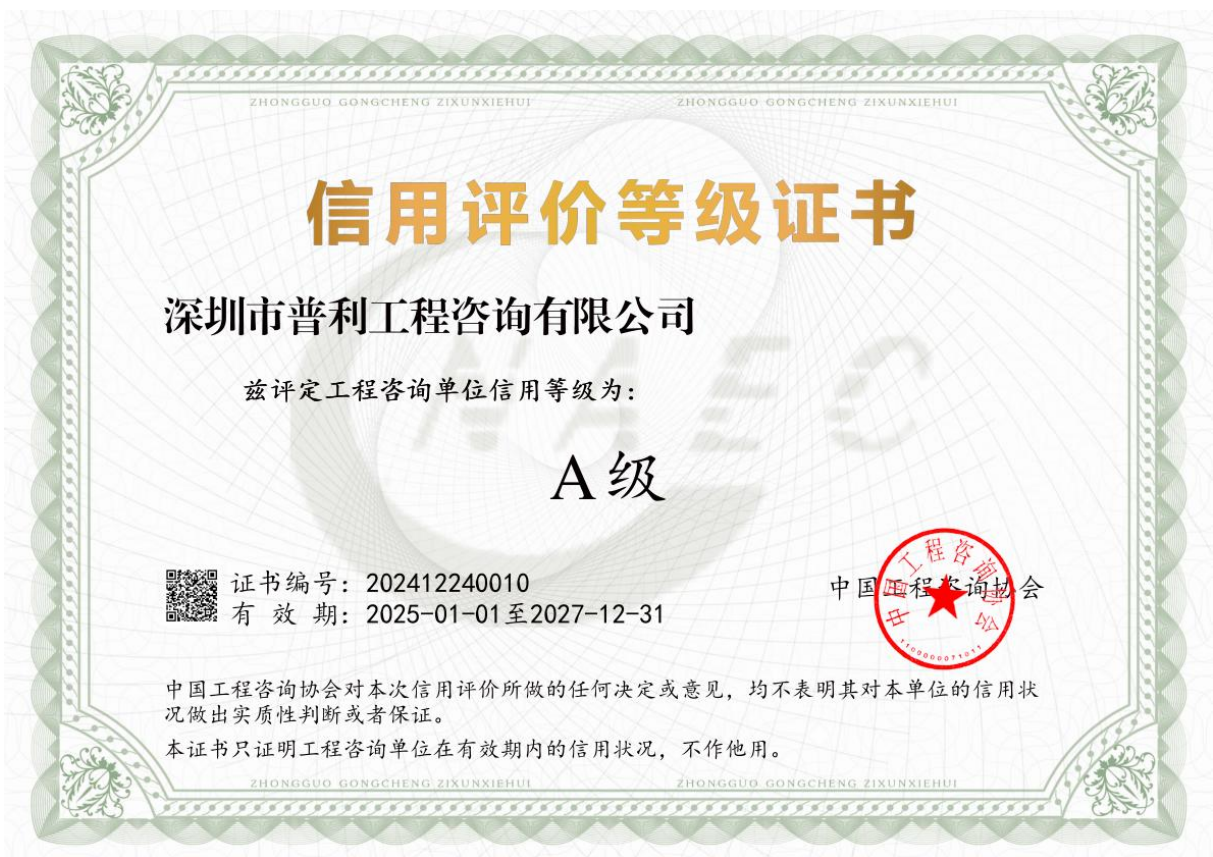 ZHONGGUO GONGCHENG ZIXUNXIEHUI ZHONGGUO GONGCHENG ZIXUNXIEHUI
信用评价等级证书
深圳市普利工程咨询有限公司
兹评定工程咨询单位信用等级为:
CNAEC
A级
证书编号: 202412240010
中国工程咨询协会
有 效 期: 2025-01-01至2027-12-31
中国工程咨询协会
1100000071011
中国工程咨询协会对本次信用评价所做的任何决定或意见，均不表明其对本单位的信用状
况做出实质性判断或者保证。
本证书只证明工程咨询单位在有效期内的信用状况，不作他用。
ZHONGGUO GONGCHENG ZIXUNXIEHUI ZHONGGUO GONGCHENG ZIXUNXIEHUI